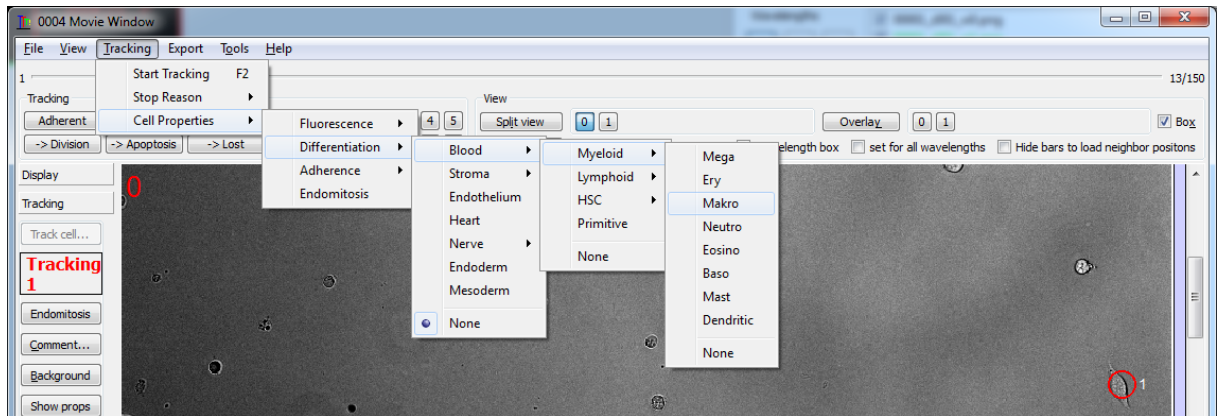 0004 Movie Window
File View Tracking Export Tools Help
1
13/150
Start Tracking F2
Stop Reason
Cell Properties
Fluorescence
Differentiation
Adherence
Endomitosis
Blood
Stroma
Endothelium
Heart
Nerve
Endoderm
Mesoderm
None
Myeloid
Lymphoid
HSC
Primitive
None
Mega
Ery
Makro
Neutro
Eosino
Baso
Mast
Dendritic
None
Tracking
Adherent
4 5
-> Division -> Apoptosis -> Lost
View
Split view 0 1 Overlay 0 1 Box
box set for all wavelengths Hide bars to load neighbor positons
Display
Tracking
Track cell...
Tracking
1
Endomitosis
Comment...
Background
Show props
0
1